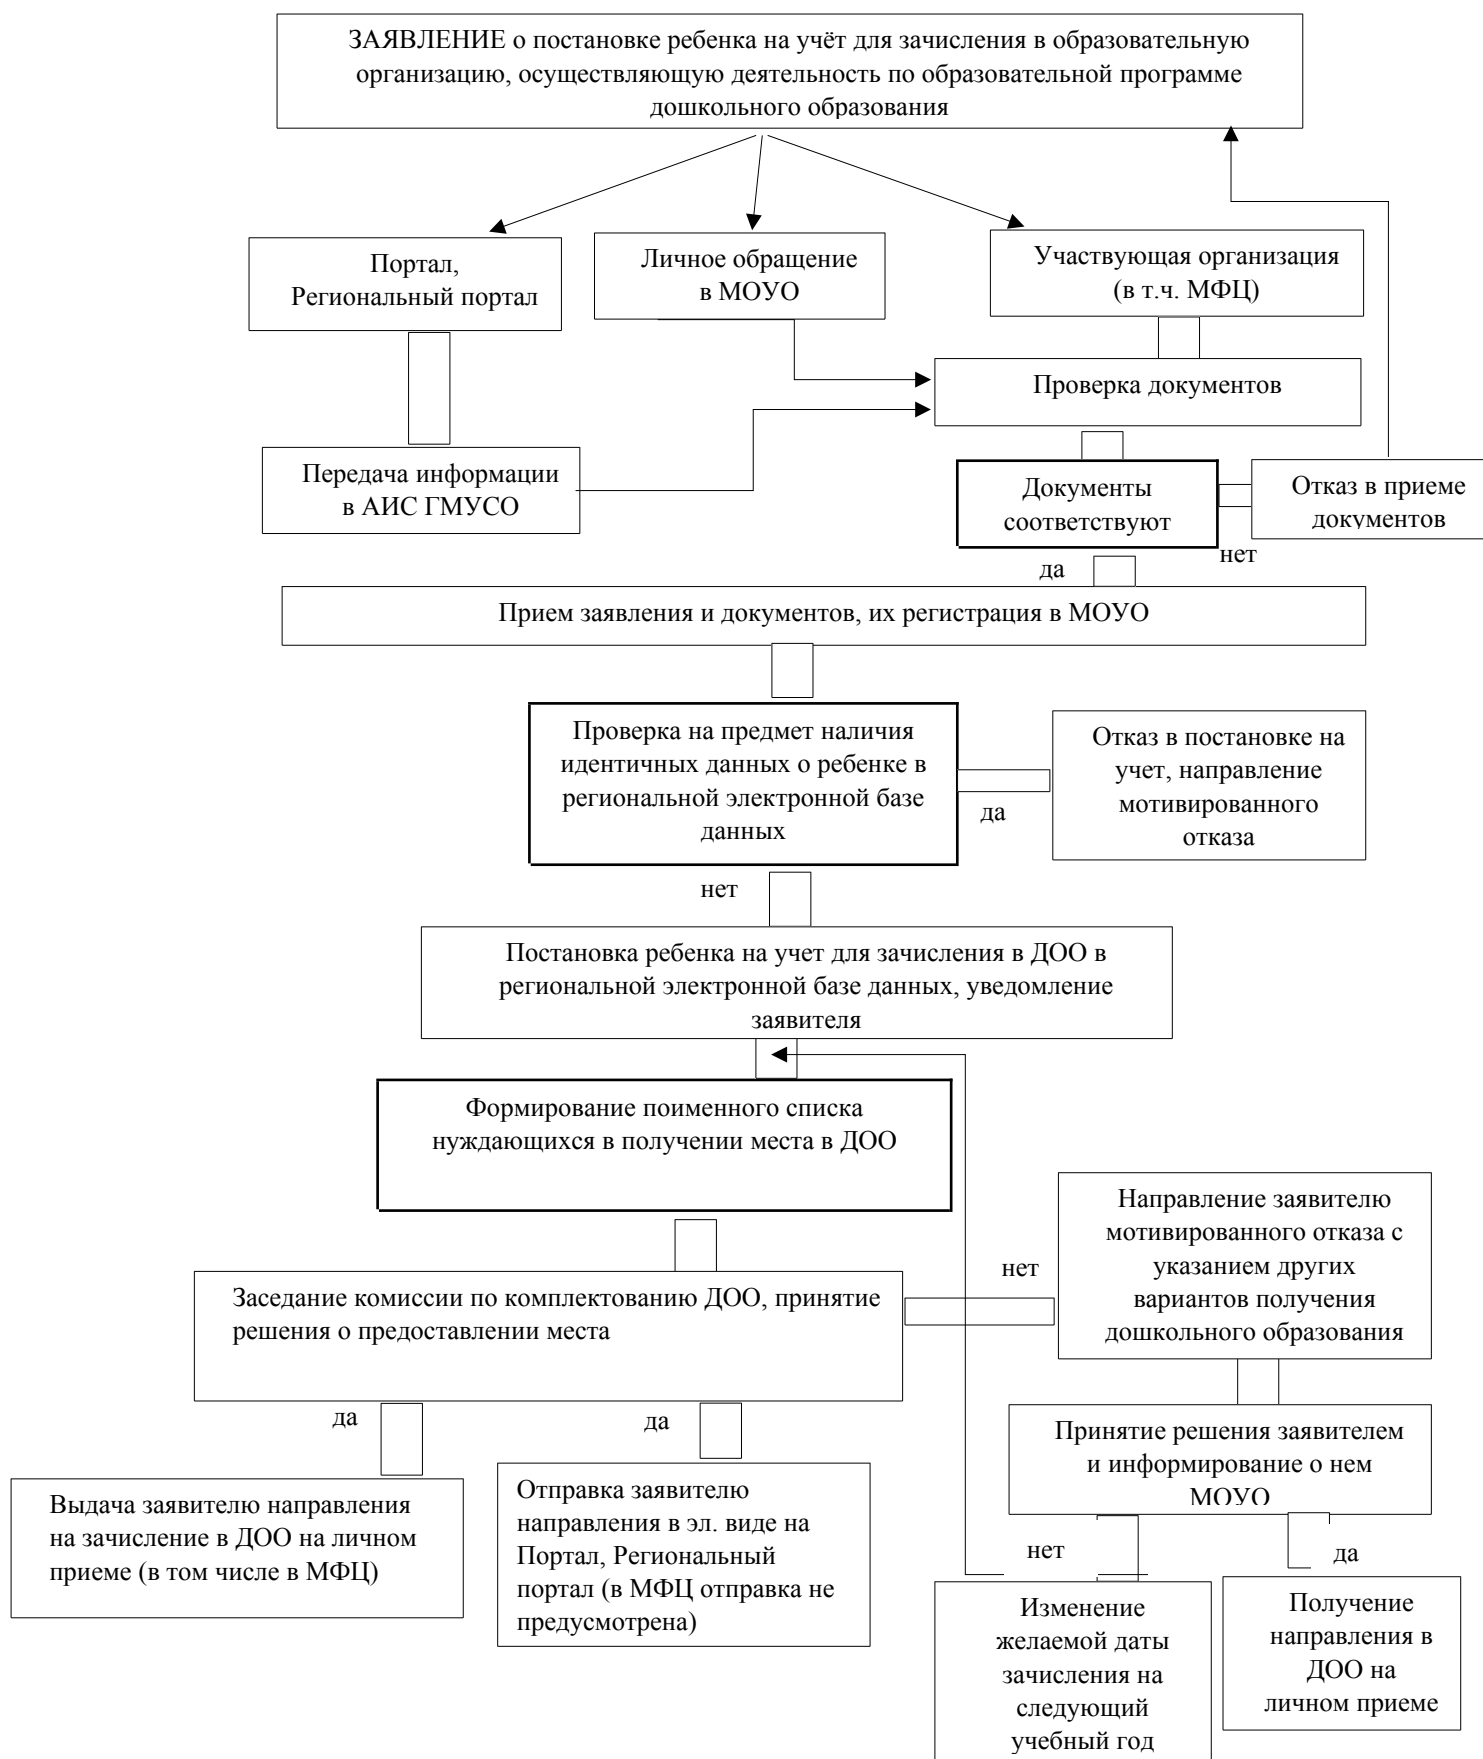 ЗАЯВЛЕНИЕ о постановке ребенка на учёт для зачисления в образовательную
организацию, осуществляющую деятельность по образовательной программе
дошкольного образования
Портал,
Региональный портал
Личное обращение
в МОУО
Участвующая организация
(в т.ч. МФЦ)
Проверка документов
Передача информации
в АИС ГМУСО
Документы
соответствуют
Отказ в приеме
документов
нет
да
Прием заявления и документов, их регистрация в МОУО
Проверка на предмет наличия
идентичных данных о ребенке в
региональной электронной базе
данных
да
Отказ в постановке на
учет, направление
мотивированного
отказа
нет
Постановка ребенка на учет для зачисления в ДОО в
региональной электронной базе данных, уведомление
заявителя
Формирование поименного списка
нуждающихся в получении места в ДОО
Заседание комиссии по комплектованию ДОО, принятие
решения о предоставлении места
нет
Направление заявителю
мотивированного отказа с
указанием других
вариантов получения
дошкольного образования
да
да
Принятие решения заявителем
и информирование о нем
МОУО
Выдача заявителю направления
на зачисление в ДОО на личном
приеме (в том числе в МФЦ)
Отправка заявителю
направления в эл. виде на
Портал, Региональный
портал (в МФЦ отправка не
предусмотрена)
нет
да
Изменение
желаемой даты
зачисления на
следующий
учебный год
Получение
направления в
ДОО на
личном приеме